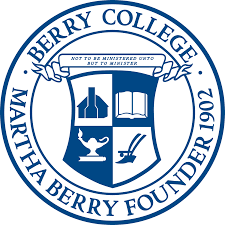 · BERRY COLLEGE ·
NOT TO BE MINISTERED UNTO
BUT TO MINISTER
MARTHA BERRY FOUNDER 1902